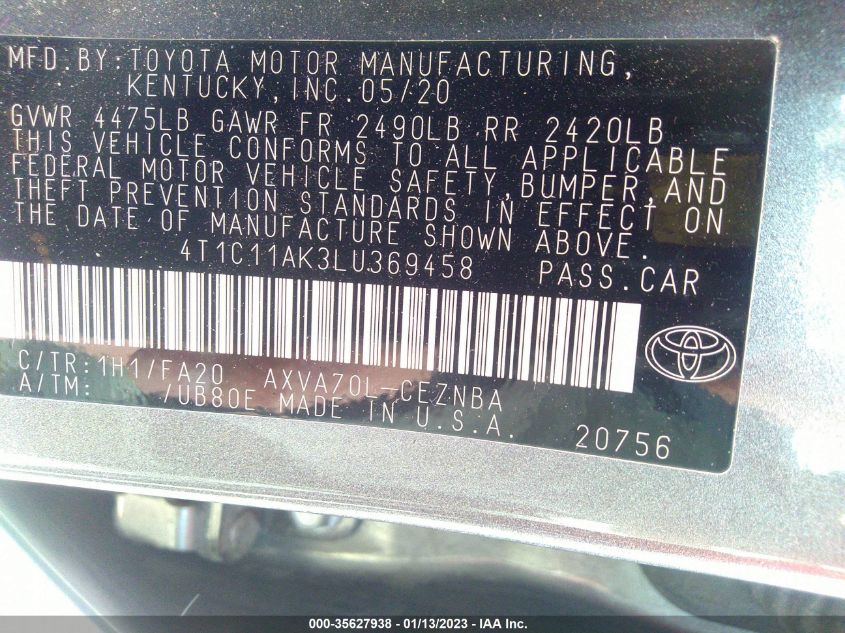 MFD.BY:TOYOTA MOTOR MANUFACTURING,
KENTUCKY,INC.05/20
GVWR 4475LB GAWR FR 2490LB RR 2420LB
THIS VEHICLE CONFORMS TO ALL APPLICABLE
FEDERAL MOTOR VEHICLE SAFETY,BUMPER,AND
THEFT PREVENTION STANDARDS IN EFFECT ON
THE DATE OF MANUFACTURE SHOWN ABOVE.
4T1C11AK3LU369458 PASS.CAR
C/TR:1H1/FA20 AXVA70L-CEZNBA
A/TM: /UB80E MADE IN U.S.A.
20756
000-35627938 - 01/13/2023 - IAA Inc.